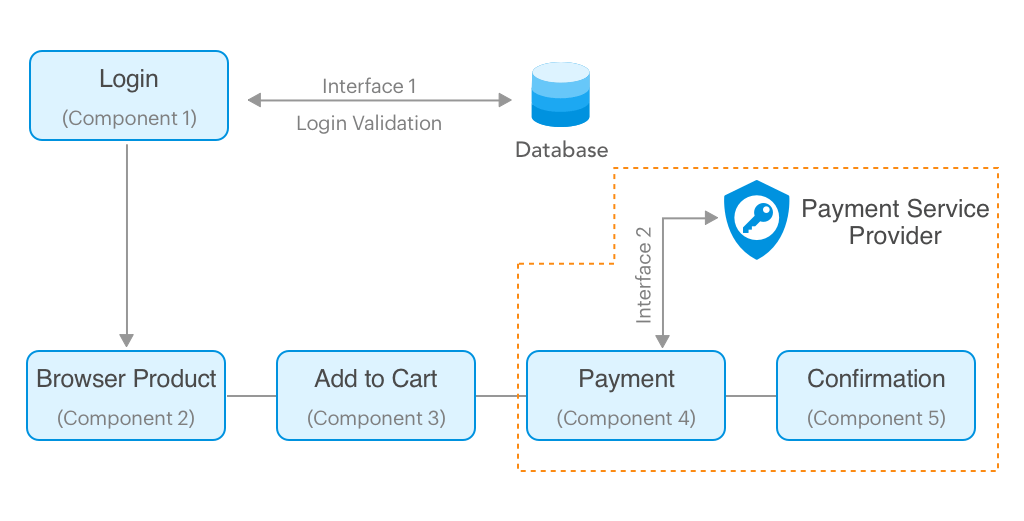 Login
(Component 1)
Interface 1
Login Validation
Database
Payment Service
Provider
Interface 2
Browser Product
(Component 2)
Add to Cart
(Component 3)
Payment
(Component 4)
Confirmation
(Component 5)